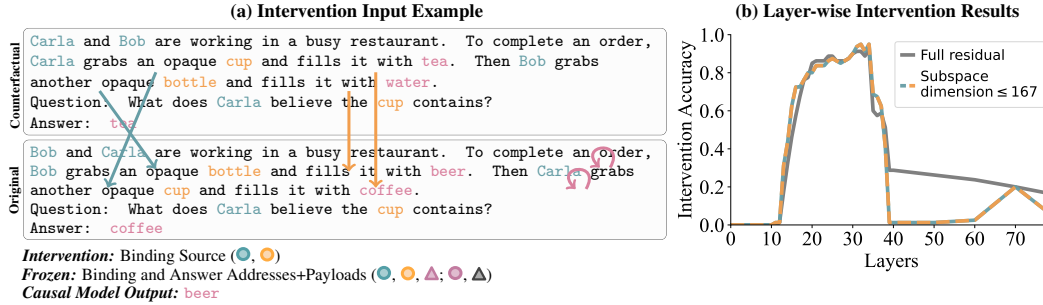 (a) Intervention Input Example
Counterfactual
Carla and Bob are working in a busy restaurant. To complete an order,
Carla grabs an opaque cup and fills it with tea. Then Bob grabs
another opaque bottle and fills it with water.
Question: What does Carla believe the cup contains?
Answer: tea
Original
Bob and Carla are working in a busy restaurant. To complete an order,
Bob grabs an opaque bottle and fills it with beer. Then Carla grabs
another opaque cup and fills it with coffee.
Question: What does Carla believe the cup contains?
Answer: coffee
Intervention: Binding Source ( , )
Frozen: Binding and Answer Addresses+Payloads ( , , ; , )
Causal Model Output: beer
(b) Layer-wise Intervention Results
Intervention Accuracy
1.0
0.8
0.6
0.4
0.2
0.0
Full residual
Subspace
dimension ≤ 167
0 10 20 30 40 50 60 70
Layers